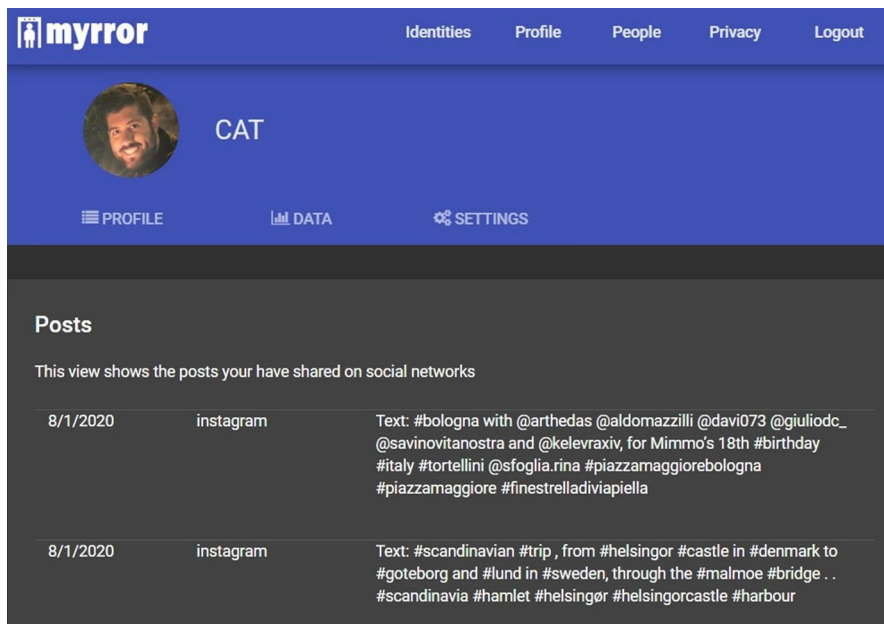 myrror
Identities Profile People Privacy Logout
CAT
PROFILE DATA SETTINGS
Posts
This view shows the posts your have shared on social networks
8/1/2020 instagram Text: #bologna with @arthedas @aldomazzilli @davi073 @giuliodc_
@savinovitanostra and @kelevraxiv, for Mimmo's 18th #birthday
#italy #tortellini @sfoglia.rina #piazzamaggiorebologna
#piazzamaggiore #finestrelladiviapiella
8/1/2020 instagram Text: #scandinavian #trip , from #helsingor #castle in #denmark to
#goteborg and #lund in #sweden, through the #malmoe #bridge . .
#scandinavia #hamlet #helsingør #helsingorcastle #harbour